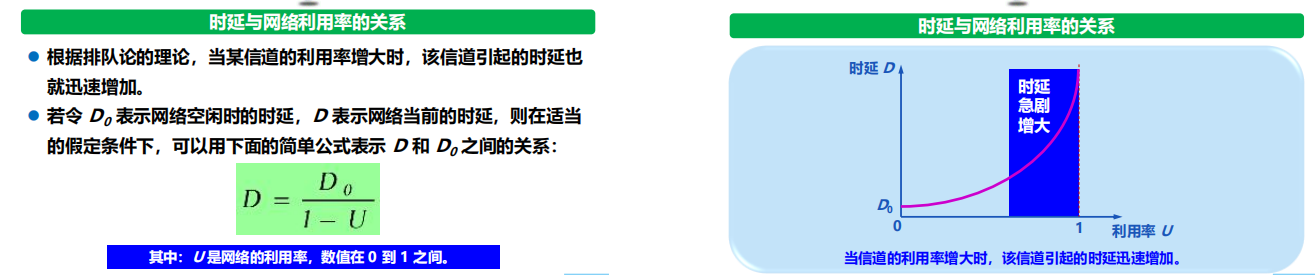 时延与网络利用率的关系
根据排队论的理论，当某信道的利用率增大时，该信道引起的时延也
就迅速增加。
若令 D0 表示网络空闲时的时延，D 表示网络当前的时延，则在适当
的假定条件下，可以用下面的简单公式表示 D 和 D0 之间的关系：
D = D0 / (1 − U)
其中：U 是网络的利用率，数值在 0 到 1 之间。
时延与网络利用率的关系
时延 D
时延
急剧
增大
D0
0
1
利用率 U
当信道的利用率增大时，该信道引起的时延迅速增加。